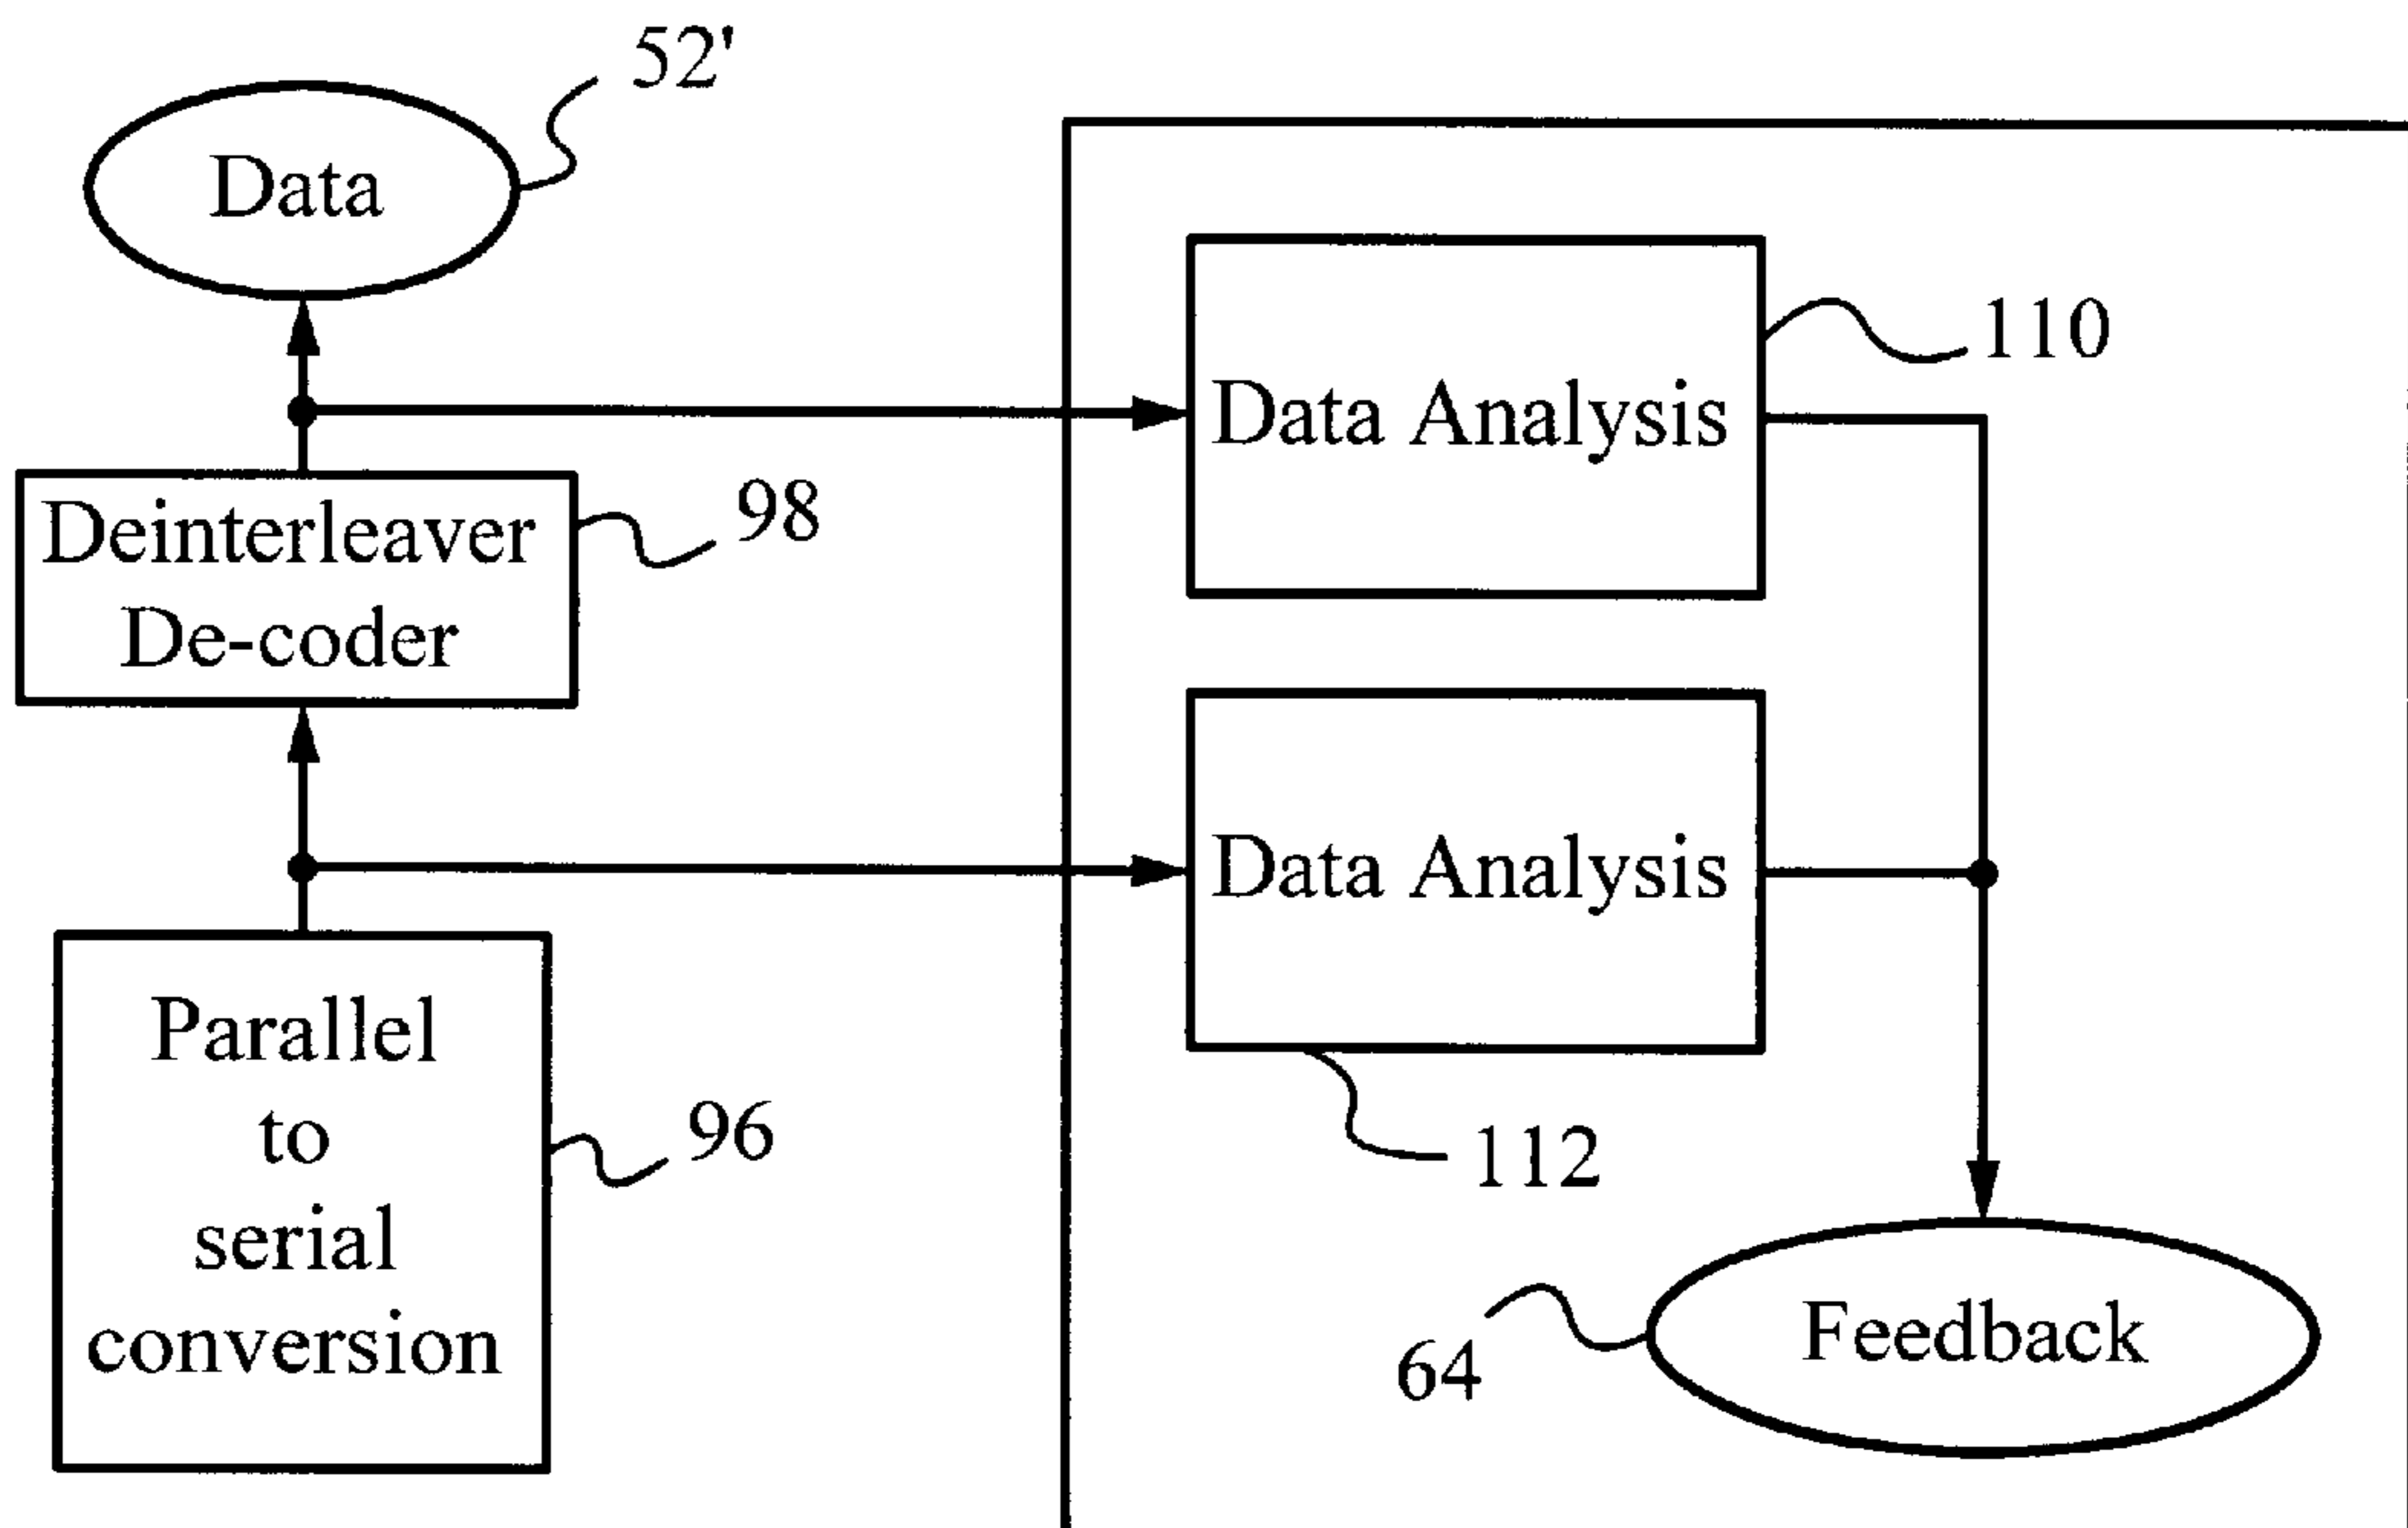 52'
Data
110
Data Analysis
98
Deinterleaver
De-coder
Data Analysis
Parallel
to
serial
conversion
96
112
64
Feedback